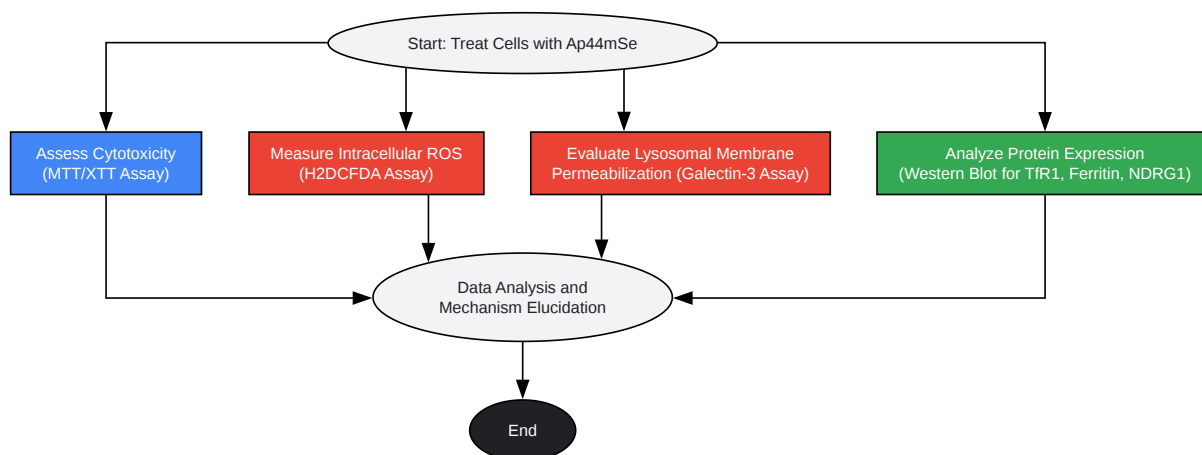 Start: Treat Cells with Ap44mSe
Assess Cytotoxicity
(MTT/XTT Assay)
Measure Intracellular ROS
(H2DCFDA Assay)
Evaluate Lysosomal Membrane
Permeabilization (Galectin-3 Assay)
Analyze Protein Expression
(Western Blot for TfR1, Ferritin, NDRG1)
Data Analysis and
Mechanism Elucidation
End